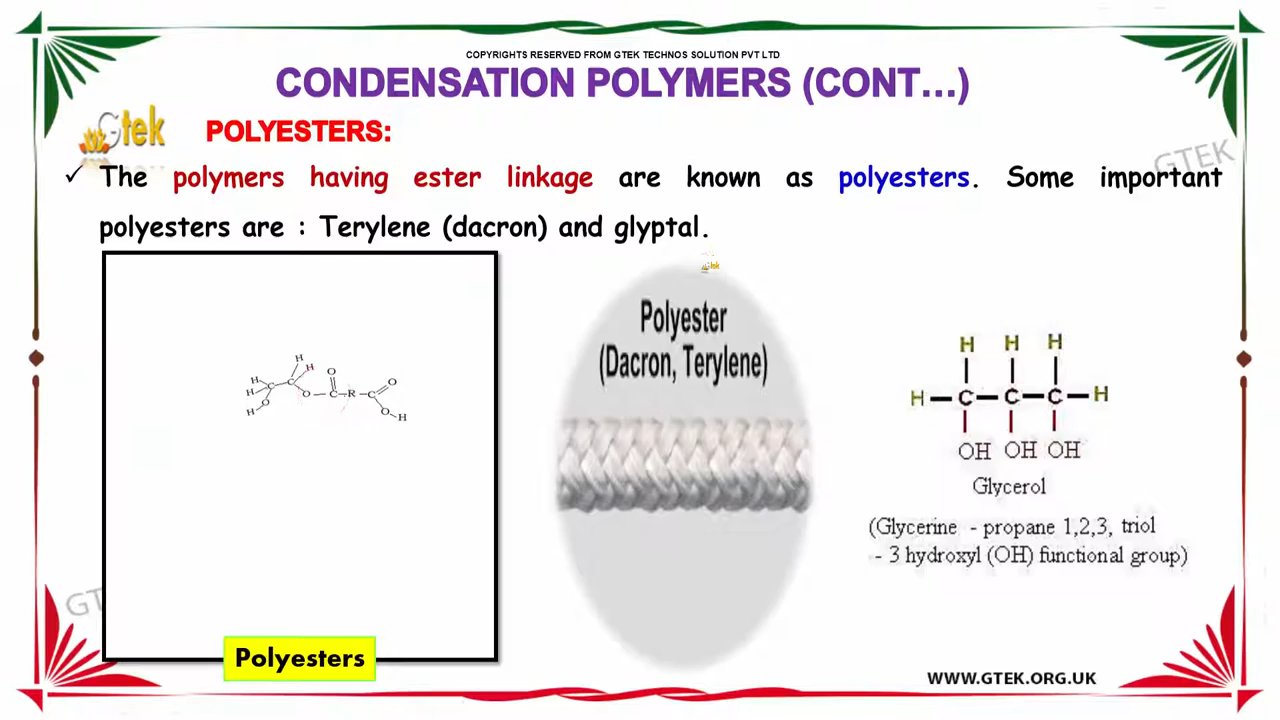 COPYRIGHTS RESERVED FROM GTEK TECHNOS SOLUTION PVT LTD
CONDENSATION POLYMERS (CONT...)
Gtek
POLYESTERS:
GTEK
✓ The polymers having ester linkage are known as polyesters. Some important
polyesters are : Terylene (dacron) and glyptal.
H
H
O
H
C
C
O
H
O
C
R
C
O
H
O
H
Polyesters
Polyester
(Dacron, Terylene)
H H H
H C C C H
OH OH OH
Glycerol
(Glycerine - propane 1,2,3, triol
- 3 hydroxyl (OH) functional group)
GTEK
WWW.GTEK.ORG.UK